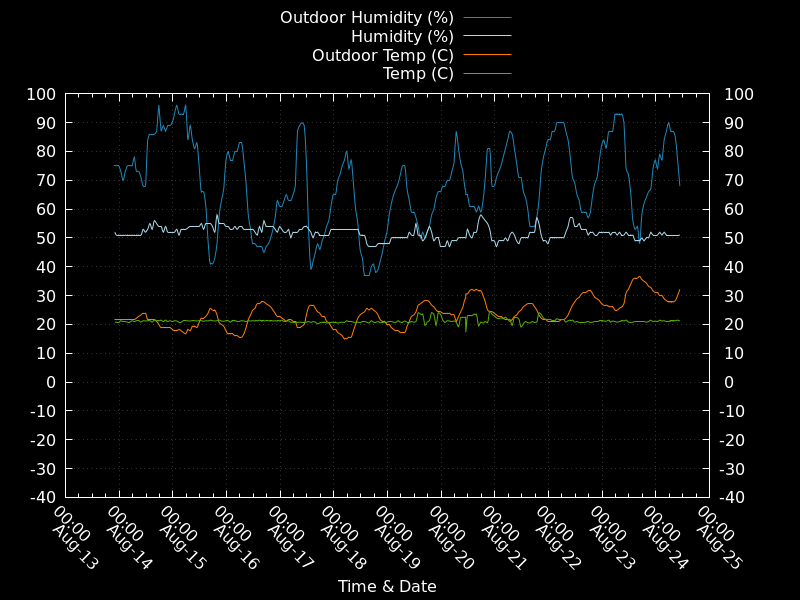 Outdoor Humidity (%)
Humidity (%)
Outdoor Temp (C)
Temp (C)
100 100
90 90
80 80
70 70
60 60
50 50
40 40
30 30
20 20
10 10
0 0
-10 -10
-20 -20
-30 -30
-40 -40
00:00 Aug-13
00:00 Aug-14
00:00 Aug-15
00:00 Aug-16
00:00 Aug-17
00:00 Aug-18
00:00 Aug-19
00:00 Aug-20
00:00 Aug-21
00:00 Aug-22
00:00 Aug-23
00:00 Aug-24
00:00 Aug-25
Time & Date